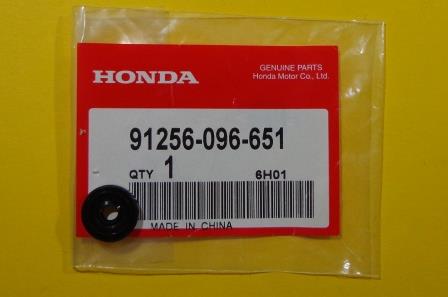 HONDA
GENUINE PARTS
Honda Motor Co., Ltd.
91256-096-651
QTY 1 6H01
MADE IN CHINA